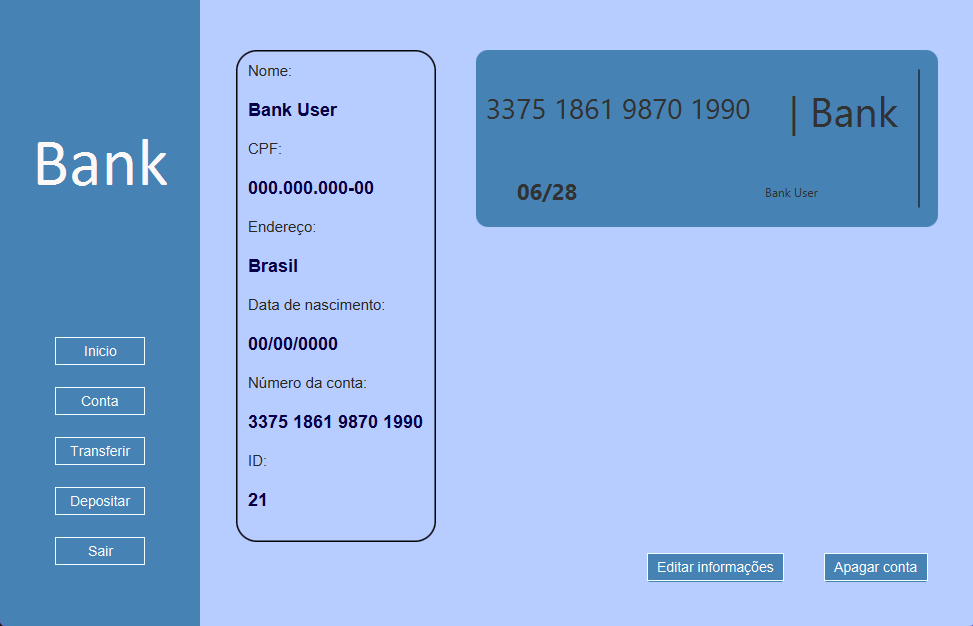 Bank
Inicio
Conta
Transferir
Depositar
Sair
Nome:
Bank User
CPF:
000.000.000-00
Endereço:
Brasil
Data de nascimento:
00/00/0000
Número da conta:
3375 1861 9870 1990
ID:
21
3375 1861 9870 1990 | Bank
06/28 Bank User
Editar informações Apagar conta